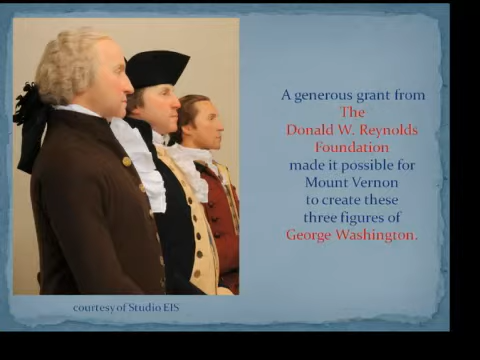 A generous grant from
The
Donald W. Reynolds
Foundation
made it possible for
Mount Vernon
to create these
three figures of
George Washington.
courtesy of Studio EIS